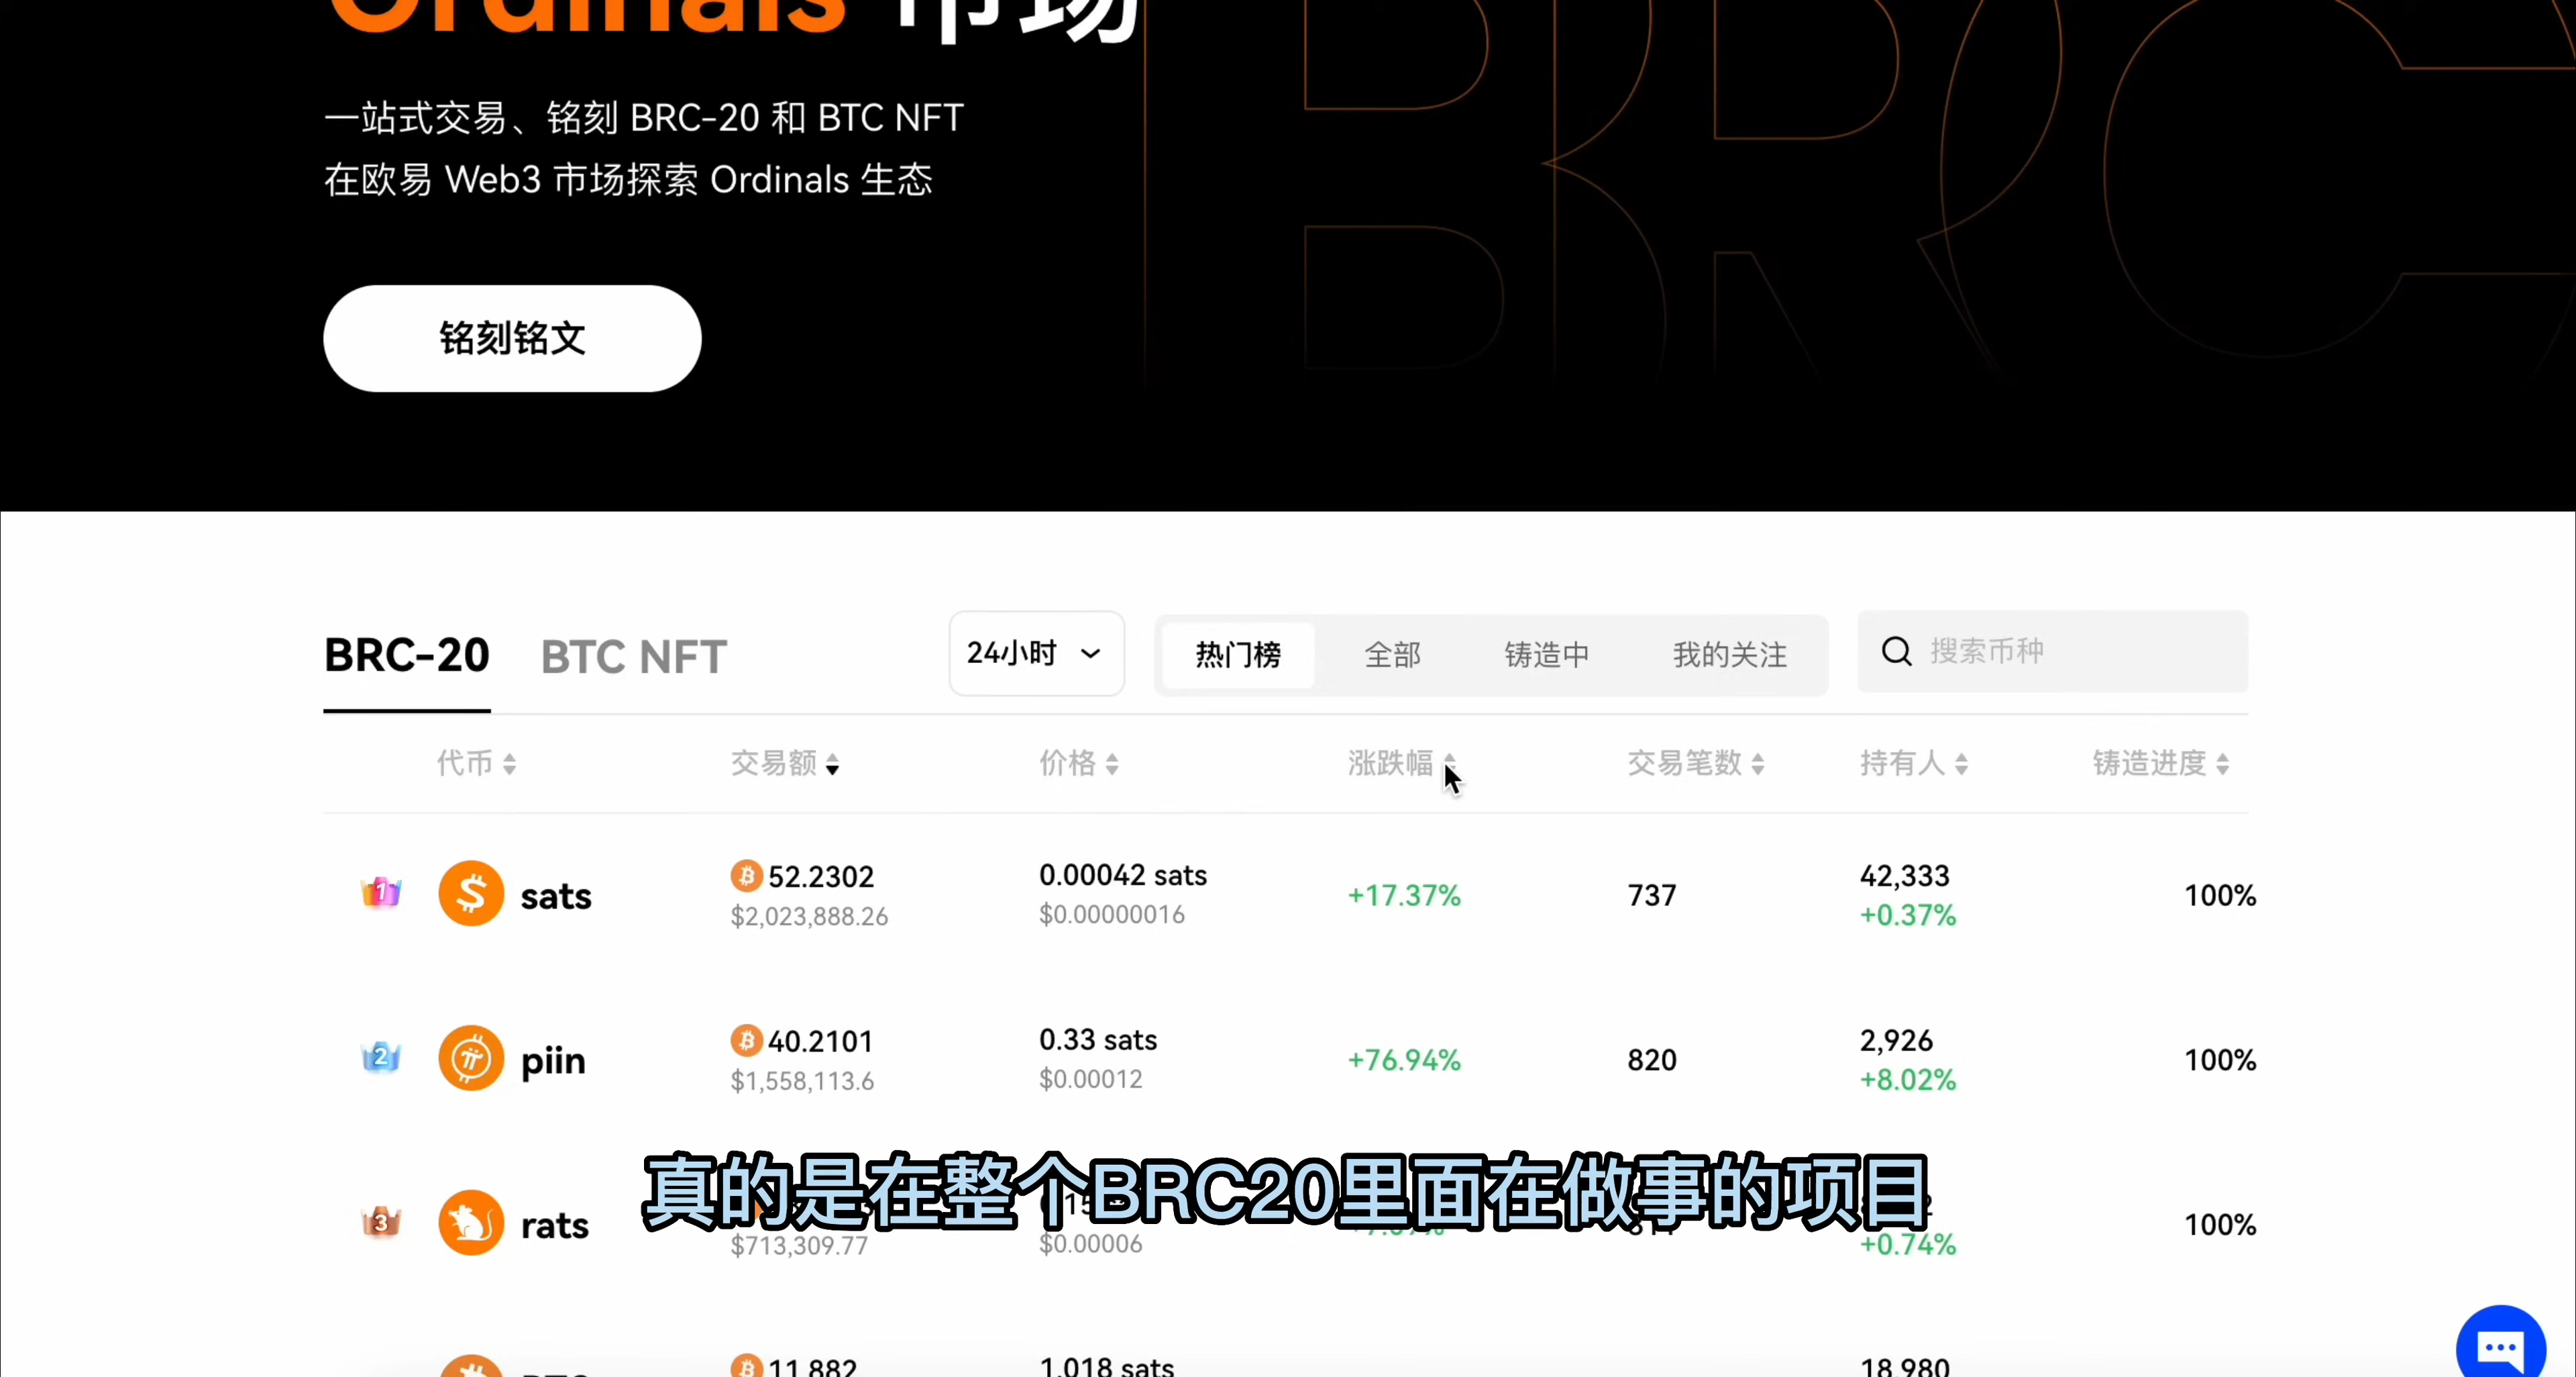 Ordinals 市场
一站式交易、铭刻 BRC-20 和 BTC NFT
在欧易 Web3 市场探索 Ordinals 生态
铭刻铭文
BRC-20 BTC NFT 24小时 热门榜 全部 铸造中 我的关注 搜索币种
代币 交易额 价格 涨跌幅 交易笔数 持有人 铸造进度
1 sats 52.2302 0.00042 sats +17.37% 737 42,333 100%
$2,023,888.26 $0.00000016 +0.37%
2 piin 40.2101 0.33 sats +76.94% 820 2,926 100%
$1,558,113.6 $0.00012 +8.02%
真的是在整个BRC20里面在做事的项目
3 rats 100%
$713,309.77 $0.00006 +0.74%
11.882 1.018 sats 18,980
BRC